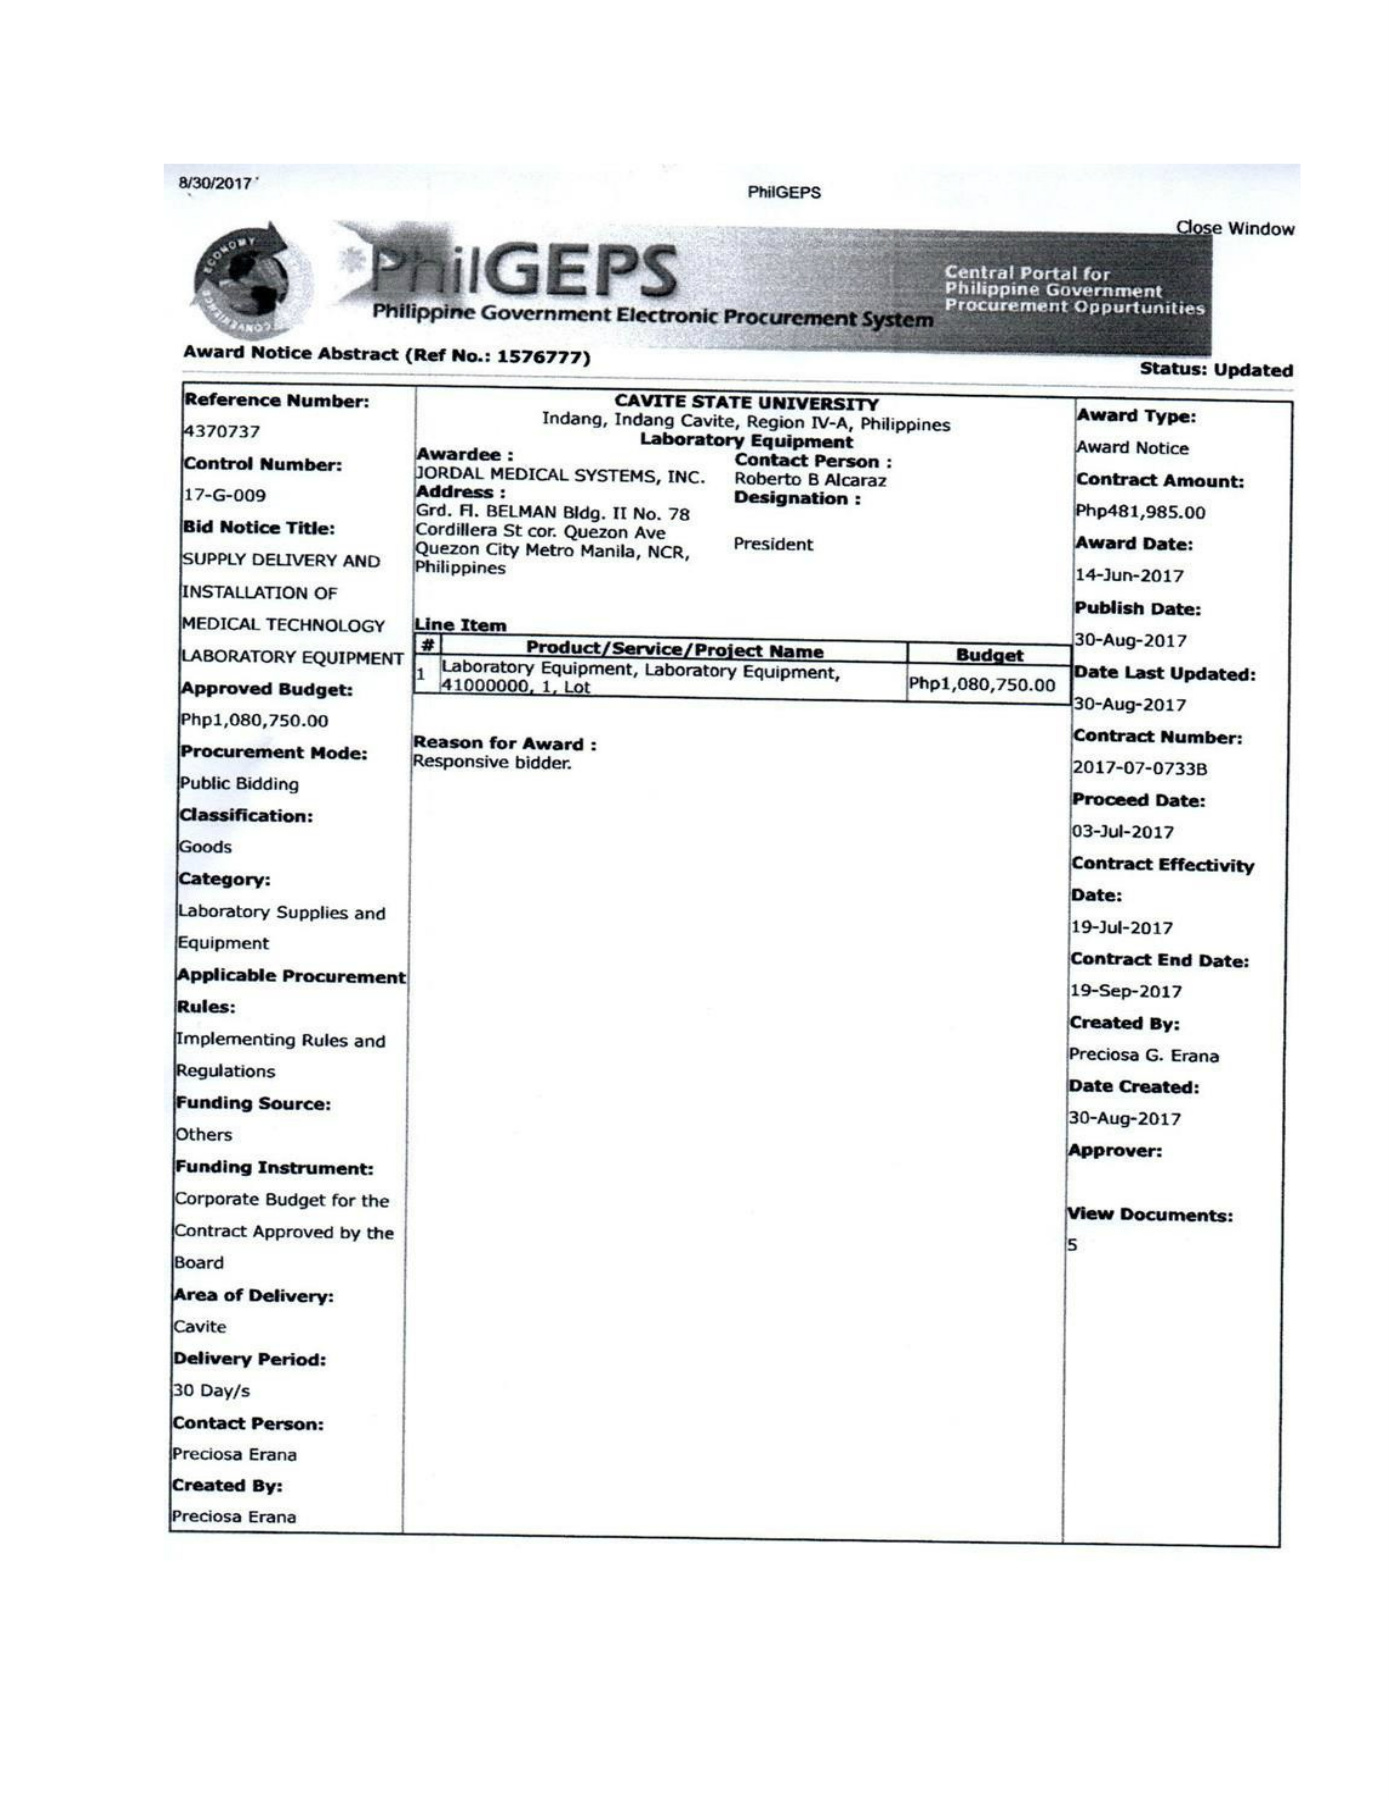 8/30/2017
PhilGEPS
Close Window
ECONOMY
PhilGEPS
Philippine Government Electronic Procurement System
Central Portal for
Philippine Government
Procurement Oppurtunities
Award Notice Abstract (Ref No.: 1576777)
Status: Updated
Reference Number:
4370737
Control Number:
17-G-009
Bid Notice Title:
SUPPLY DELIVERY AND
INSTALLATION OF
MEDICAL TECHNOLOGY
LABORATORY EQUIPMENT
Approved Budget:
Php1,080,750.00
Procurement Mode:
Public Bidding
Classification:
Goods
Category:
Laboratory Supplies and
Equipment
Applicable Procurement
Rules:
Implementing Rules and
Regulations
Funding Source:
Others
Funding Instrument:
Corporate Budget for the
Contract Approved by the
Board
Area of Delivery:
Cavite
Delivery Period:
30 Day/s
Contact Person:
Preciosa Erana
Created By:
Preciosa Erana
CAVITE STATE UNIVERSITY
Indang, Indang Cavite, Region IV-A, Philippines
Laboratory Equipment
Awardee :
JORDAL MEDICAL SYSTEMS, INC.
Address :
Grd. Fl. BELMAN Bldg. II No. 78
Cordillera St cor. Quezon Ave
Quezon City Metro Manila, NCR,
Philippines
Contact Person :
Roberto B Alcaraz
Designation :
President
Line Item
# Product/Service/Project Name Budget
1 Laboratory Equipment, Laboratory Equipment,
41000000, 1, Lot Php1,080,750.00
Reason for Award :
Responsive bidder.
Award Type:
Award Notice
Contract Amount:
Php481,985.00
Award Date:
14-Jun-2017
Publish Date:
30-Aug-2017
Date Last Updated:
30-Aug-2017
Contract Number:
2017-07-0733B
Proceed Date:
03-Jul-2017
Contract Effectivity
Date:
19-Jul-2017
Contract End Date:
19-Sep-2017
Created By:
Preciosa G. Erana
Date Created:
30-Aug-2017
Approver:
View Documents:
5